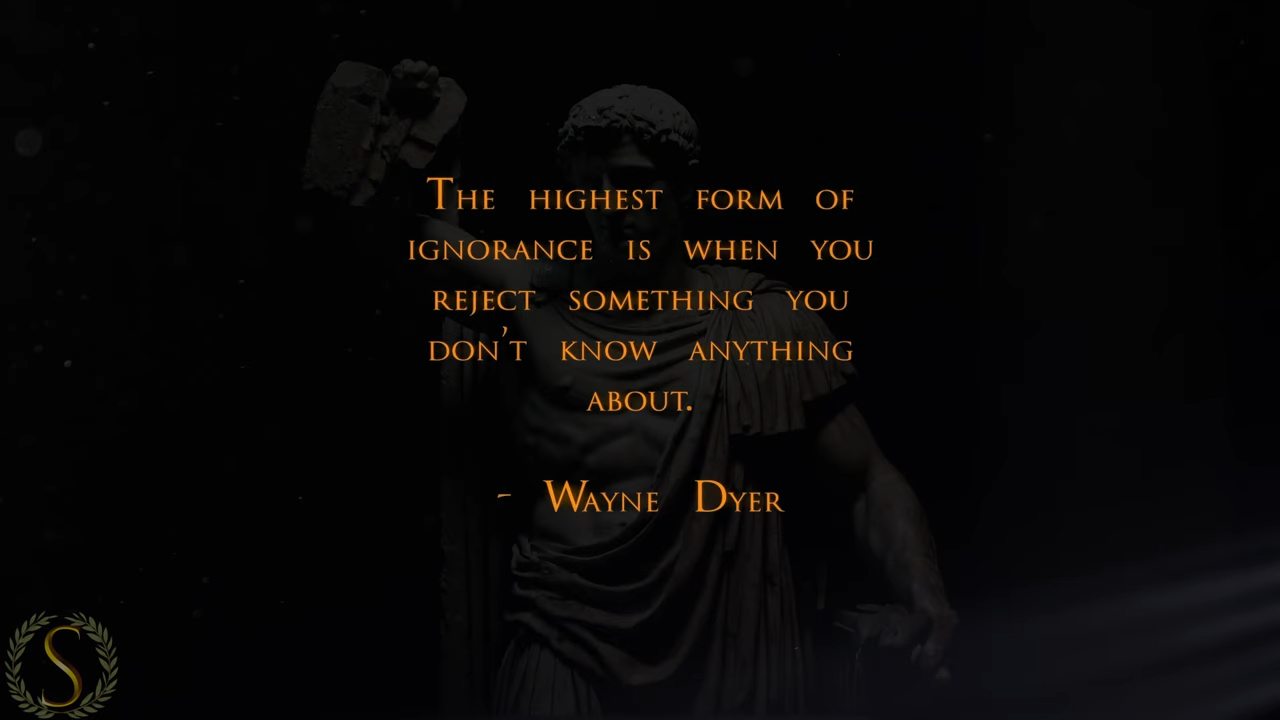 The highest form of
ignorance is when you
reject something you
don't know anything
about.
- Wayne Dyer
S